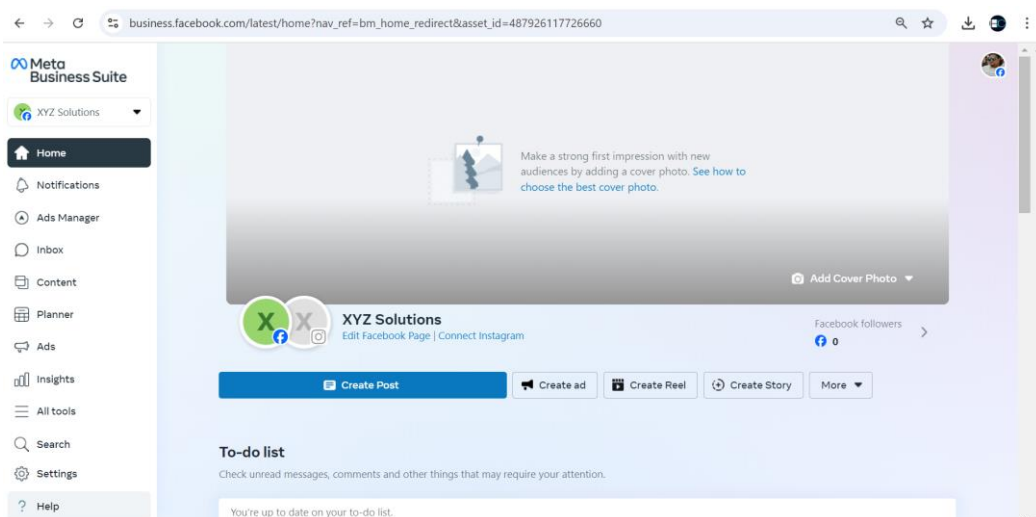 business.facebook.com/latest/home?nav_ref=bm_home_redirect&asset_id=487926117726660
Meta
Business Suite
XYZ Solutions
Home
Notifications
Ads Manager
Inbox
Content
Planner
Ads
Insights
All tools
Search
Settings
? Help
Make a strong first impression with new
audiences by adding a cover photo. See how to
choose the best cover photo.
Add Cover Photo
X X
XYZ Solutions
Edit Facebook Page | Connect Instagram
Facebook followers
0
Create Post
Create ad
Create Reel
Create Story
More
To-do list
Check unread messages, comments and other things that may require your attention.
You're up to date on your to-do list.